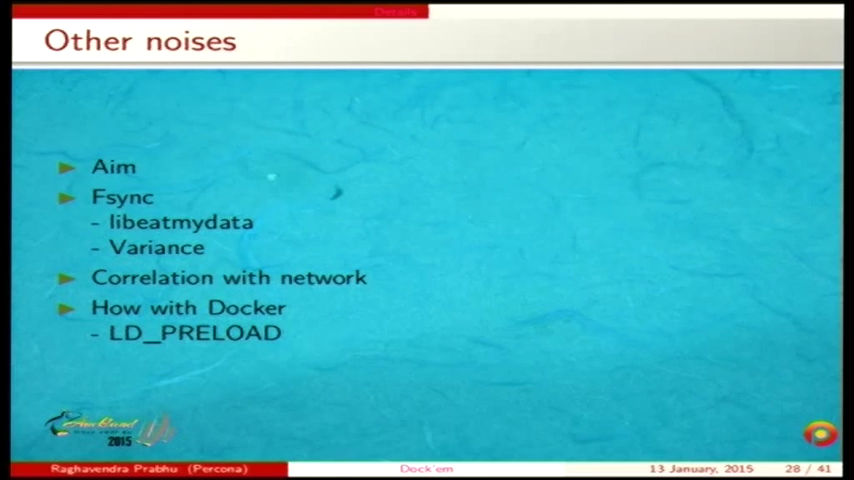 Details
Other noises
Aim
Fsync
- libeatmydata
- Variance
Correlation with network
How with Docker
- LD_PRELOAD
2015
Raghavendra Prabhu (Percona)
Dock'em
13 January, 2015
28 / 41